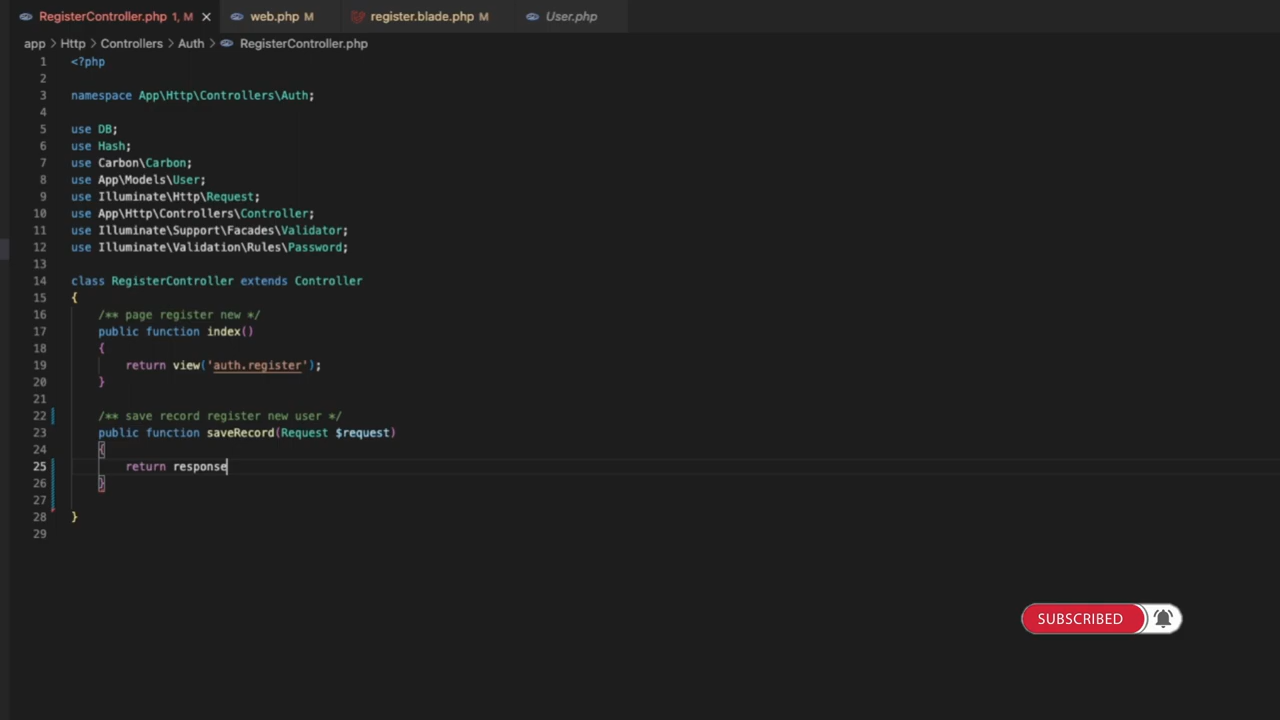 RegisterController.php 1, M
web.php M
register.blade.php M
User.php
app > Http > Controllers > Auth > RegisterController.php
1 <?php
2
3 namespace App\Http\Controllers\Auth;
4
5 use DB;
6 use Hash;
7 use Carbon\Carbon;
8 use App\Models\User;
9 use Illuminate\Http\Request;
10 use App\Http\Controllers\Controller;
11 use Illuminate\Support\Facades\Validator;
12 use Illuminate\Validation\Rules\Password;
13
14 class RegisterController extends Controller
15 {
16 /** page register new */
17 public function index()
18 {
19 return view('auth.register');
20 }
21
22 /** save record register new user */
23 public function saveRecord(Request $request)
24 {
25 return response
26 }
27
28 }
29
SUBSCRIBED